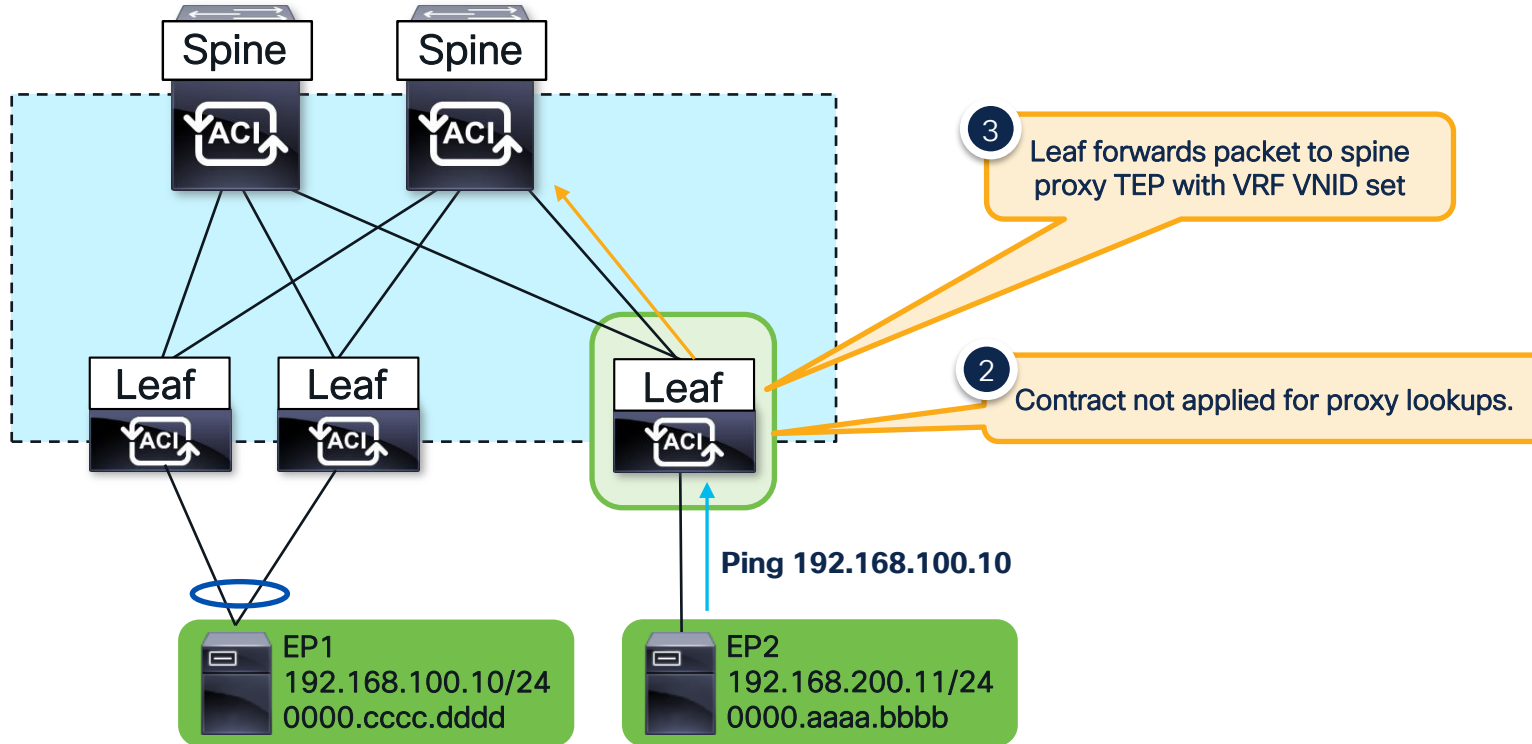 Spine
Spine
ACI
ACI
3
Leaf forwards packet to spine
proxy TEP with VRF VNID set
2
Contract not applied for proxy lookups.
Leaf
Leaf
Leaf
ACI
ACI
ACI
Ping 192.168.100.10
EP1
192.168.100.10/24
0000.cccc.dddd
EP2
192.168.200.11/24
0000.aaaa.bbbb